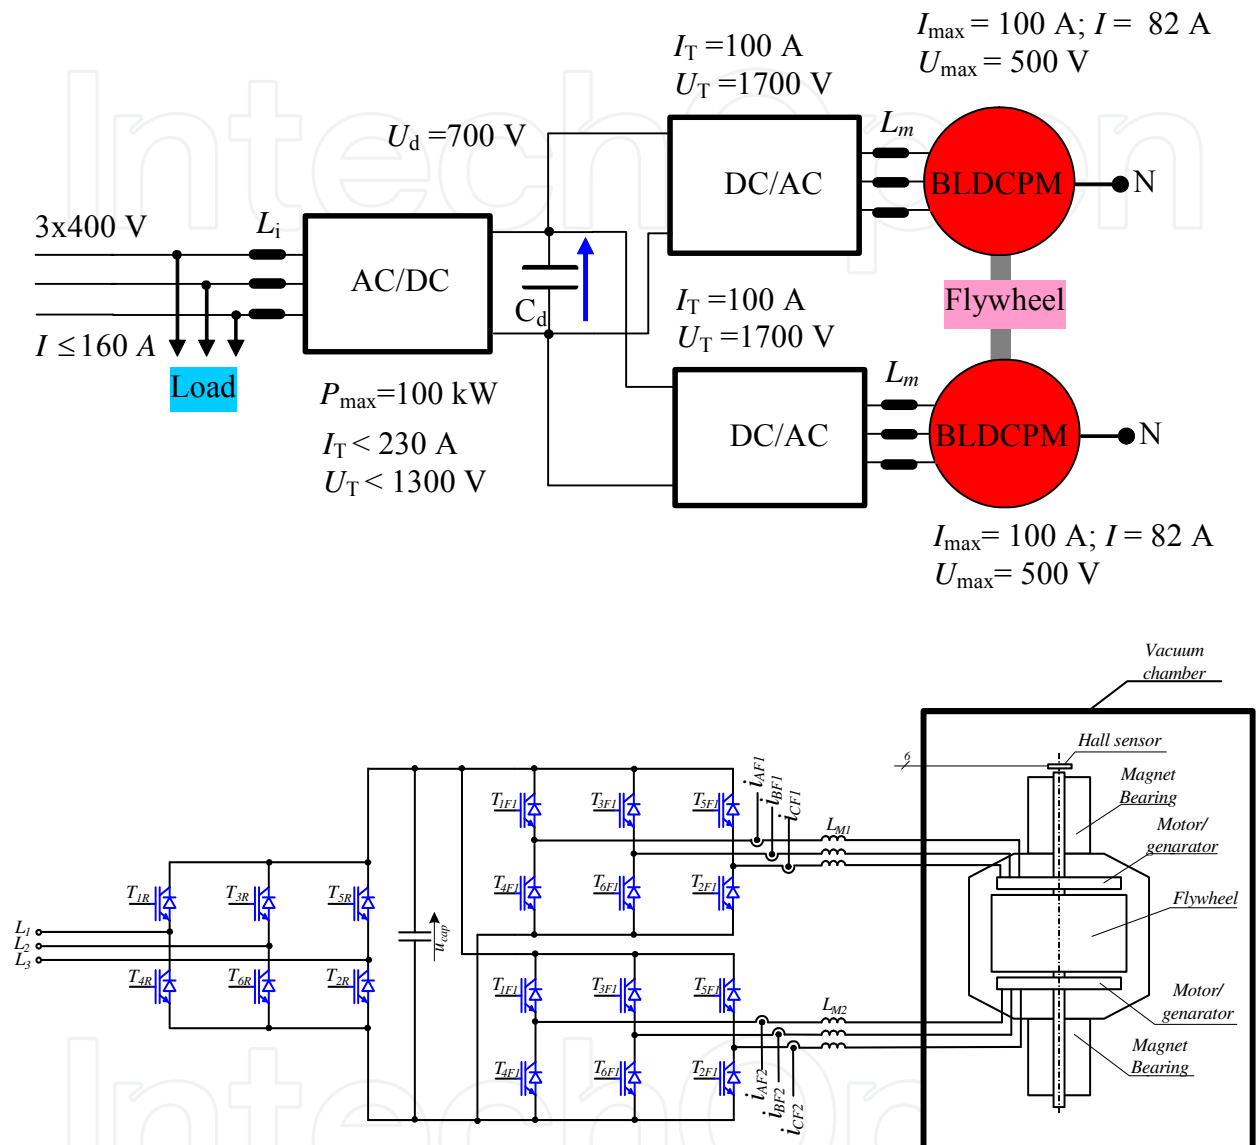 I_max = 100 A; I = 82 A
U_max = 500 V
I_T =100 A
U_T =1700 V
U_d =700 V
L_m
DC/AC
BLDCPM
N
3x400 V
L_i
AC/DC
C_d
I_T =100 A
U_T =1700 V
Flywheel
I ≤ 160 A
Load
P_max=100 kW
L_m
I_T < 230 A
U_T < 1300 V
DC/AC
BLDCPM
N
I_max= 100 A; I = 82 A
U_max= 500 V
Vacuum
chamber
6
Hall sensor
Magnet
Bearing
Motor/
genarator
Flywheel
Motor/
genarator
Magnet
Bearing
i_AF1
i_BF1
i_CF1
T_1F1
T_3F1
T_5F1
L_M1
T_4F1
T_6F1
T_2F1
T_1R
T_3R
T_5R
L_1
L_2
L_3
T_4R
T_6R
T_2R
u_cap
T_1F1
T_3F1
T_5F1
L_M2
T_4F1
T_6F1
T_2F1
i_AF2
i_BF2
i_CF2
IntechOpen
IntechOpen